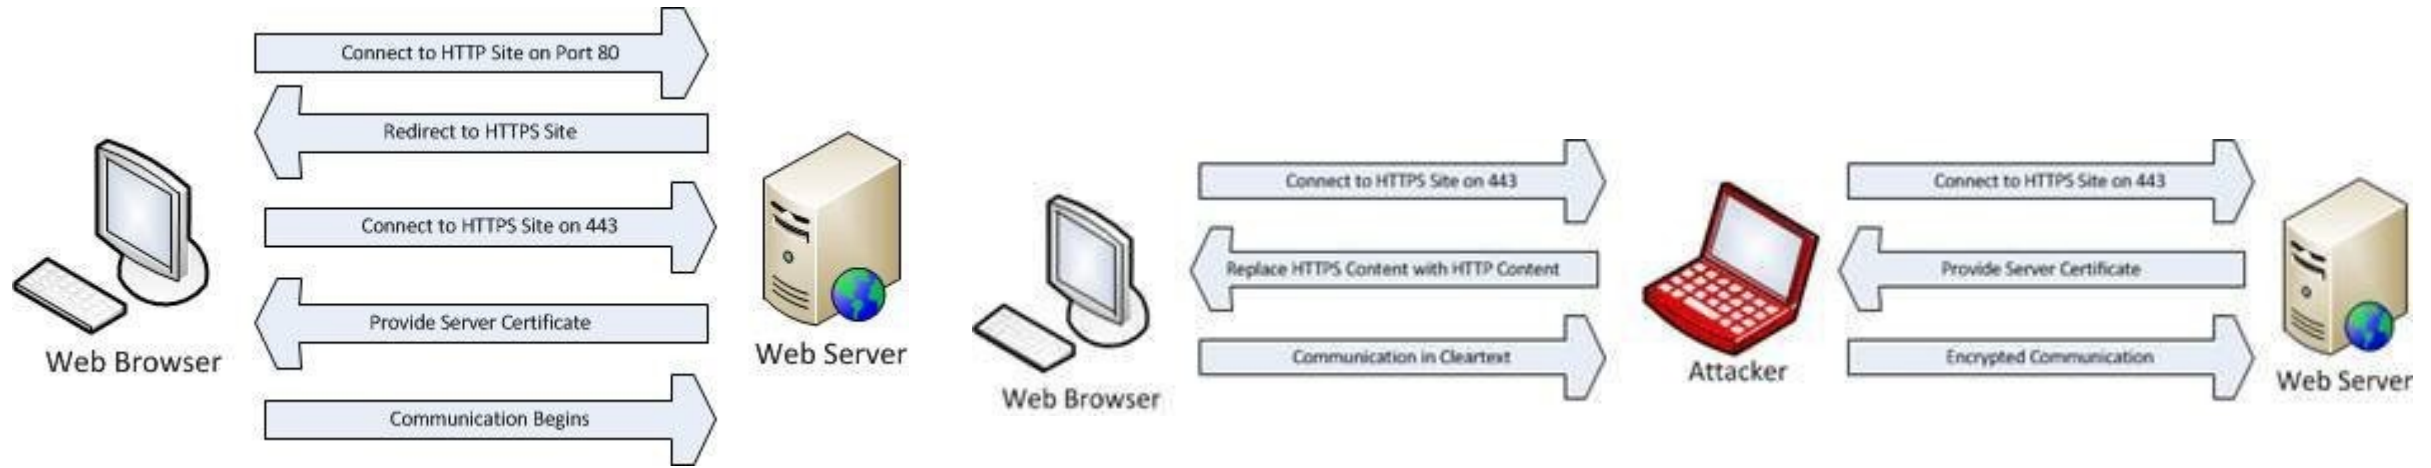 Connect to HTTP Site on Port 80
Redirect to HTTPS Site
Connect to HTTPS Site on 443
Provide Server Certificate
Communication Begins
Web Browser
Web Server
Connect to HTTPS Site on 443
Replace HTTPS Content with HTTP Content
Communication in Cleartext
Web Browser
Attacker
Connect to HTTPS Site on 443
Provide Server Certificate
Encrypted Communication
Web Server